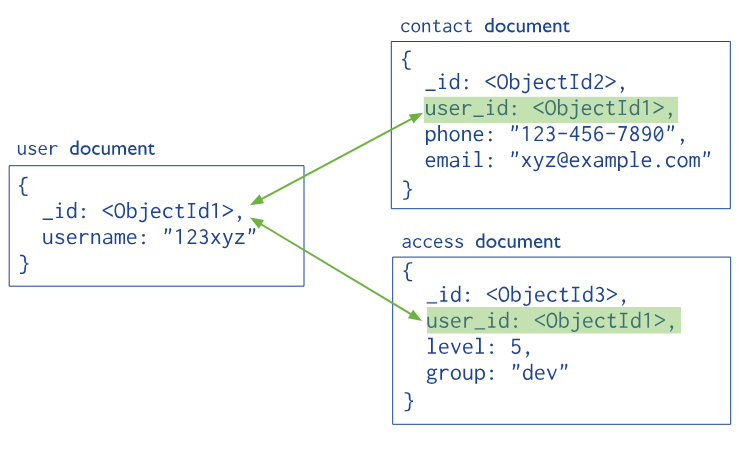 user document
{
_id: <ObjectId1>,
username: "123xyz"
}
contact document
{
_id: <ObjectId2>,
user_id: <ObjectId1>,
phone: "123-456-7890",
email: "xyz@example.com"
}
access document
{
_id: <ObjectId3>,
user_id: <ObjectId1>,
level: 5,
group: "dev"
}